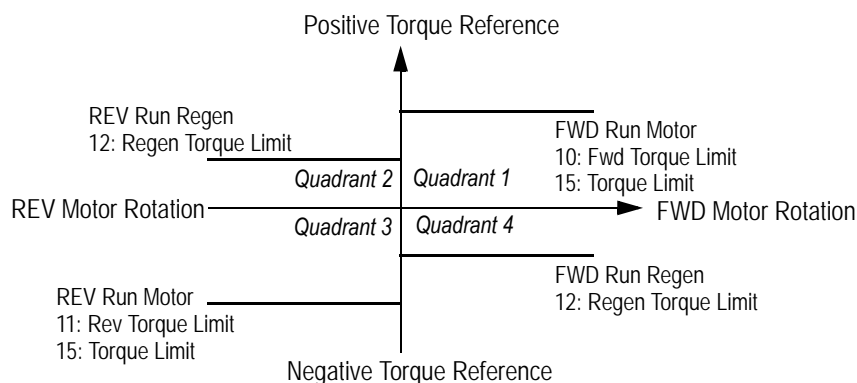 Positive Torque Reference
REV Run Regen
12: Regen Torque Limit
FWD Run Motor
10: Fwd Torque Limit
15: Torque Limit
Quadrant 2
Quadrant 1
REV Motor Rotation
FWD Motor Rotation
Quadrant 3
Quadrant 4
REV Run Motor
11: Rev Torque Limit
15: Torque Limit
FWD Run Regen
12: Regen Torque Limit
Negative Torque Reference